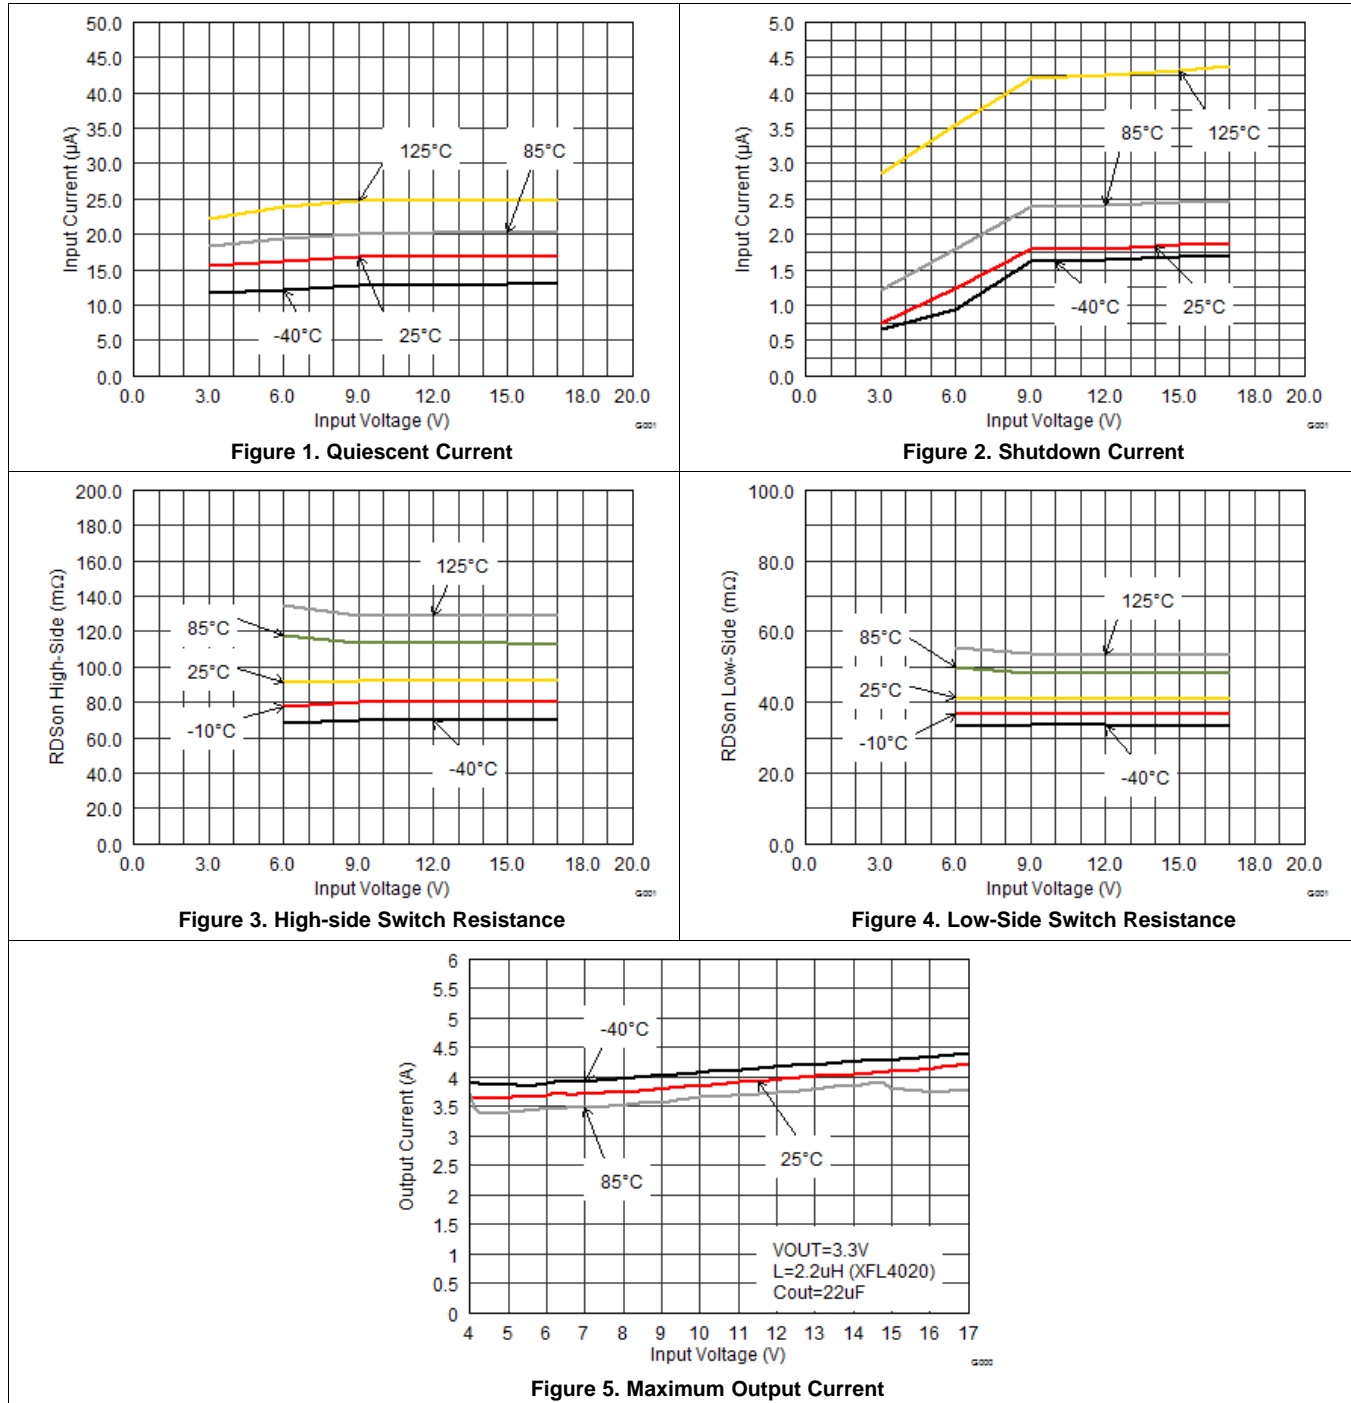 50.0
45.0
40.0
35.0
30.0
25.0
20.0
15.0
10.0
5.0
0.0
Input Current (µA)
125°C
85°C
-40°C
25°C
0.0 3.0 6.0 9.0 12.0 15.0 18.0 20.0
Input Voltage (V)
G001
Figure 1. Quiescent Current
5.0
4.5
4.0
3.5
3.0
2.5
2.0
1.5
1.0
0.5
0.0
Input Current (µA)
85°C
125°C
-40°C
25°C
0.0 3.0 6.0 9.0 12.0 15.0 18.0 20.0
Input Voltage (V)
G001
Figure 2. Shutdown Current
200.0
180.0
160.0
140.0
120.0
100.0
80.0
60.0
40.0
20.0
0.0
RDSon High-Side (mΩ)
125°C
85°C
25°C
-10°C
-40°C
0.0 3.0 6.0 9.0 12.0 15.0 18.0 20.0
Input Voltage (V)
G001
Figure 3. High-side Switch Resistance
100.0
80.0
60.0
40.0
20.0
0.0
RDSon Low-Side (mΩ)
125°C
85°C
25°C
-10°C
-40°C
0.0 3.0 6.0 9.0 12.0 15.0 18.0 20.0
Input Voltage (V)
G001
Figure 4. Low-Side Switch Resistance
6
5.5
5
4.5
4
3.5
3
2.5
2
1.5
1
0.5
0
Output Current (A)
-40°C
25°C
85°C
VOUT=3.3V
L=2.2uH (XFL4020)
Cout=22uF
4 5 6 7 8 9 10 11 12 13 14 15 16 17
Input Voltage (V)
G000
Figure 5. Maximum Output Current